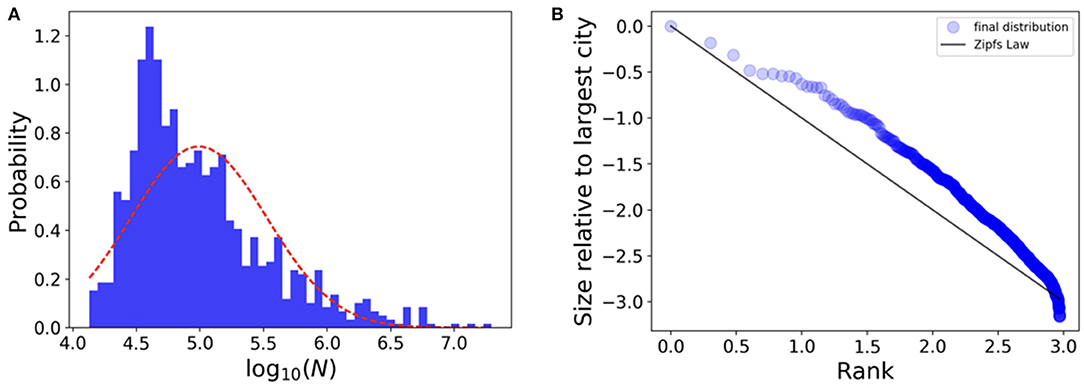 A
1.2
1.0
0.8
0.6
0.4
0.2
0.0
Probability
4.0 4.5 5.0 5.5 6.0 6.5 7.0
log10(N)
B
0.0
−0.5
−1.0
−1.5
−2.0
−2.5
−3.0
Size relative to largest city
final distribution
Zipfs Law
0.0 0.5 1.0 1.5 2.0 2.5 3.0
Rank